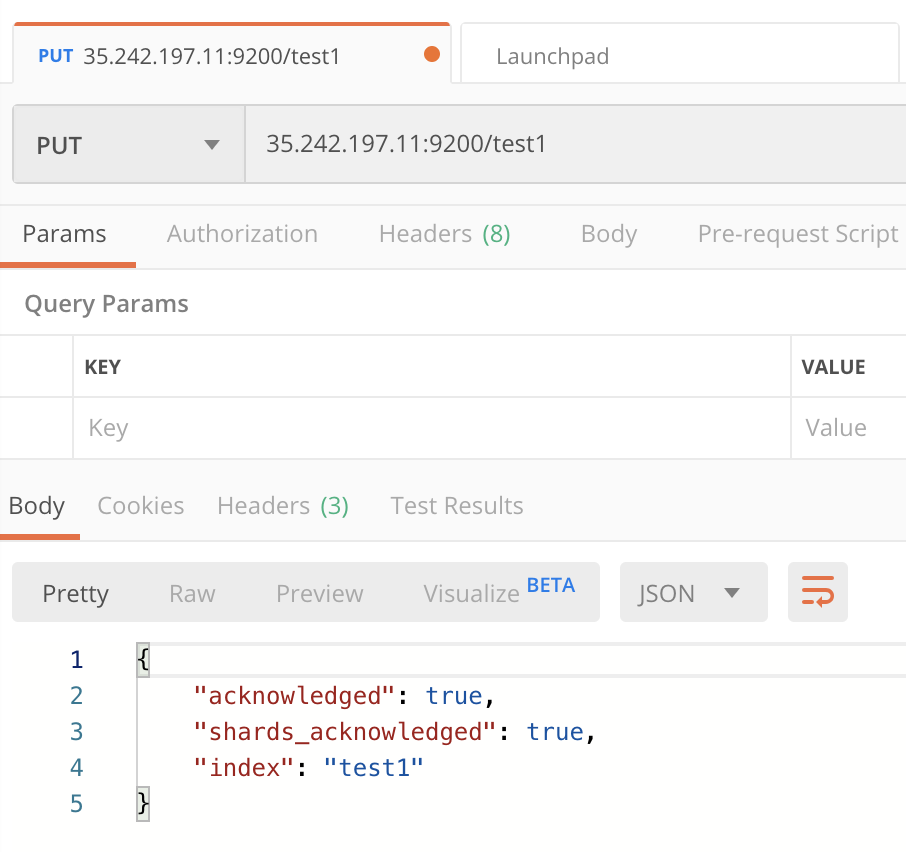 PUT 35.242.197.11:9200/test1 Launchpad
PUT 35.242.197.11:9200/test1
Params Authorization Headers (8) Body Pre-request Script
Query Params
KEY VALUE
Key Value
Body Cookies Headers (3) Test Results
Pretty Raw Preview Visualize BETA JSON
1 {
2 "acknowledged": true,
3 "shards_acknowledged": true,
4 "index": "test1"
5 }